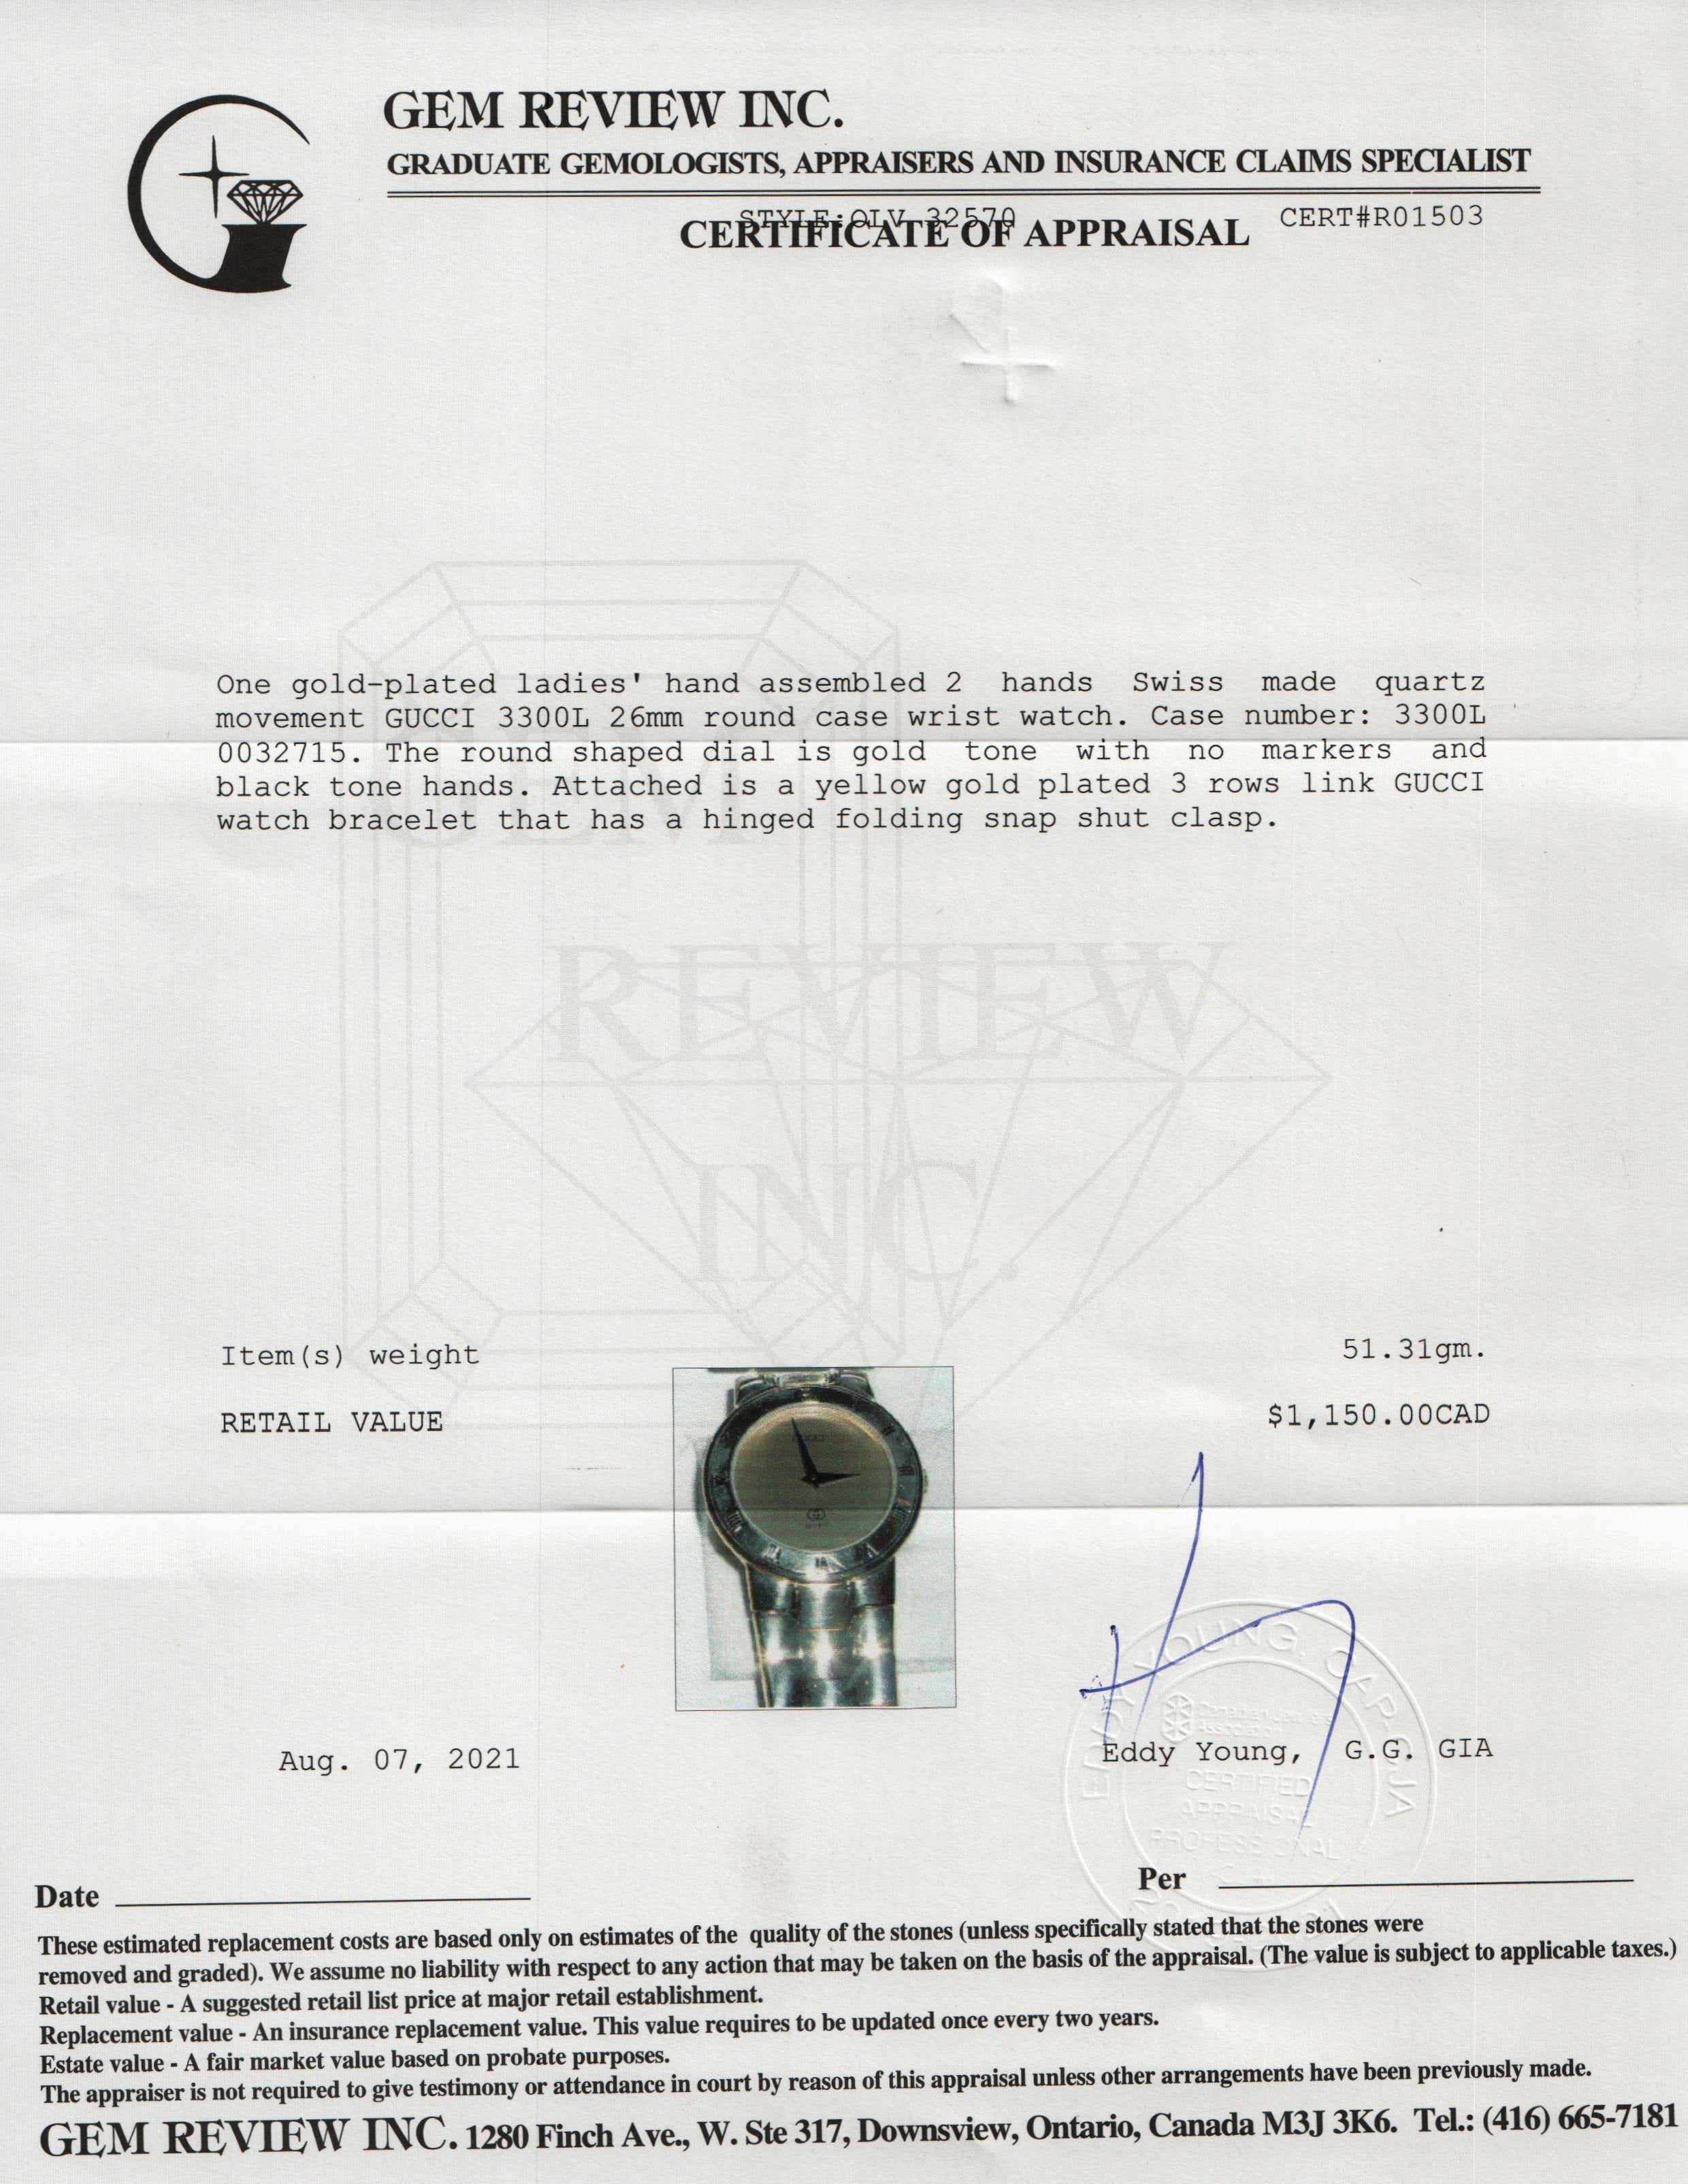 GEM REVIEW INC.
GRADUATE GEMOLOGISTS, APPRAISERS AND INSURANCE CLAIMS SPECIALIST
STYLE: QLV 32570
CERT#R01503
CERTIFICATE OF APPRAISAL
One gold-plated ladies' hand assembled 2 hands Swiss made quartz
movement GUCCI 3300L 26mm round case wrist watch. Case number: 3300L
0032715. The round shaped dial is gold tone with no markers and
black tone hands. Attached is a yellow gold plated 3 rows link GUCCI
watch bracelet that has a hinged folding snap shut clasp.
GEM
REVIEW
INC.
Item(s) weight 51.31gm.
RETAIL VALUE $1,150.00CAD
EDDY YOUNG, CAP-CJA
CERTIFIED
APPRAISAL
PROFESSIONAL
Aug. 07, 2021
Eddy Young, G.G. GIA
Date
Per
These estimated replacement costs are based only on estimates of the quality of the stones (unless specifically stated that the stones were
removed and graded). We assume no liability with respect to any action that may be taken on the basis of the appraisal. (The value is subject to applicable taxes.)
Retail value - A suggested retail list price at major retail establishment.
Replacement value - An insurance replacement value. This value requires to be updated once every two years.
Estate value - A fair market value based on probate purposes.
The appraiser is not required to give testimony or attendance in court by reason of this appraisal unless other arrangements have been previously made.
GEM REVIEW INC. 1280 Finch Ave., W. Ste 317, Downsview, Ontario, Canada M3J 3K6. Tel.: (416) 665-7181